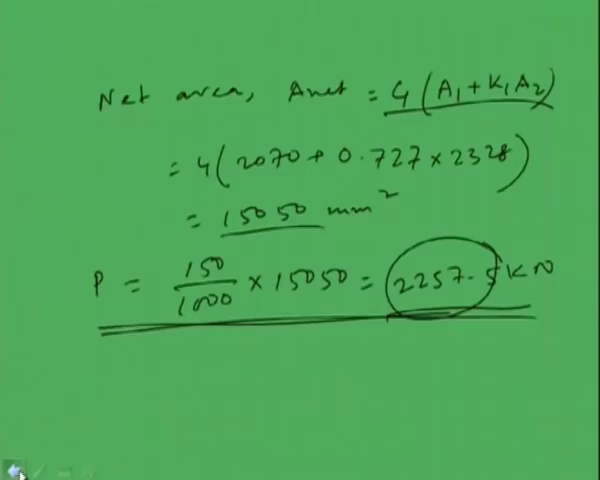 Net area, Anet = 4 (A₁ + K₁A₂)
= 4(2070 + 0.727 × 2328)
= 15050 mm²
P = 150/1000 × 15050 = 2257.5 KN